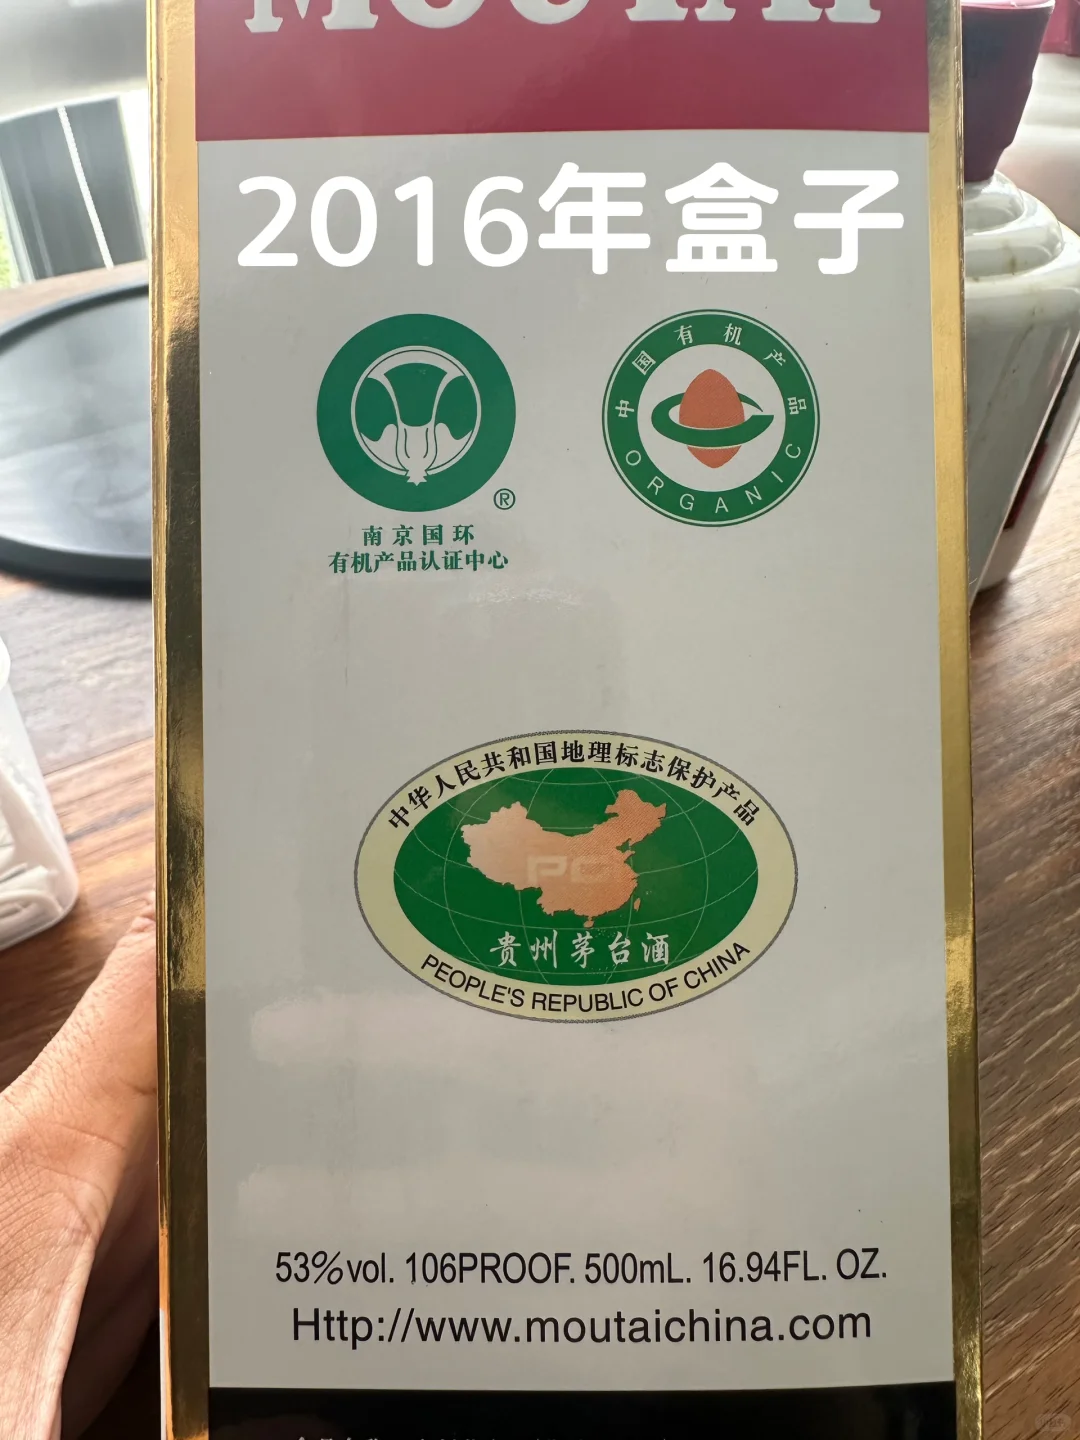 MOUTAI
2016年盒子
中国有机产品
ORGANIC
®
南京国环
有机产品认证中心
中华人民共和国地理标志保护产品
贵州茅台酒
PEOPLE'S REPUBLIC OF CHINA
53%vol. 106PROOF. 500mL. 16.94FL. OZ.
Http://www.moutaichina.com